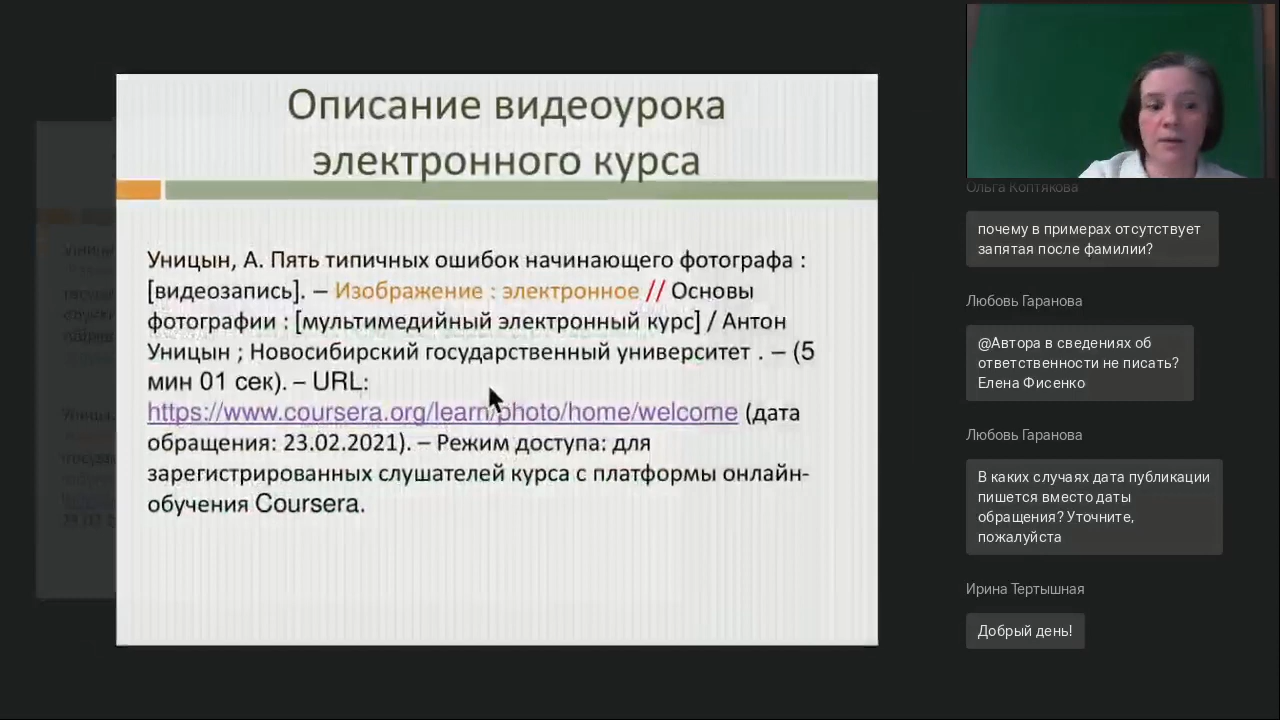 Описание видеоурока
электронного курса
Уницын, А. Пять типичных ошибок начинающего фотографа :
[видеозапись]. – Изображение : электронное // Основы
фотографии : [мультимедийный электронный курс] / Антон
Уницын ; Новосибирский государственный университет . – (5
мин 01 сек). – URL:
https://www.coursera.org/learn/photo/home/welcome (дата
обращения: 23.02.2021). – Режим доступа: для
зарегистрированных слушателей курса с платформы онлайн-
обучения Coursera.
Ольга Коптякова
почему в примерах отсутствует
запятая после фамилии?
Любовь Гаранова
@Автора в сведениях об
ответственности не писать?
Елена Фисенко
Любовь Гаранова
В каких случаях дата публикации
пишется вместо даты
обращения? Уточните,
пожалуйста
Ирина Тертышная
Добрый день!